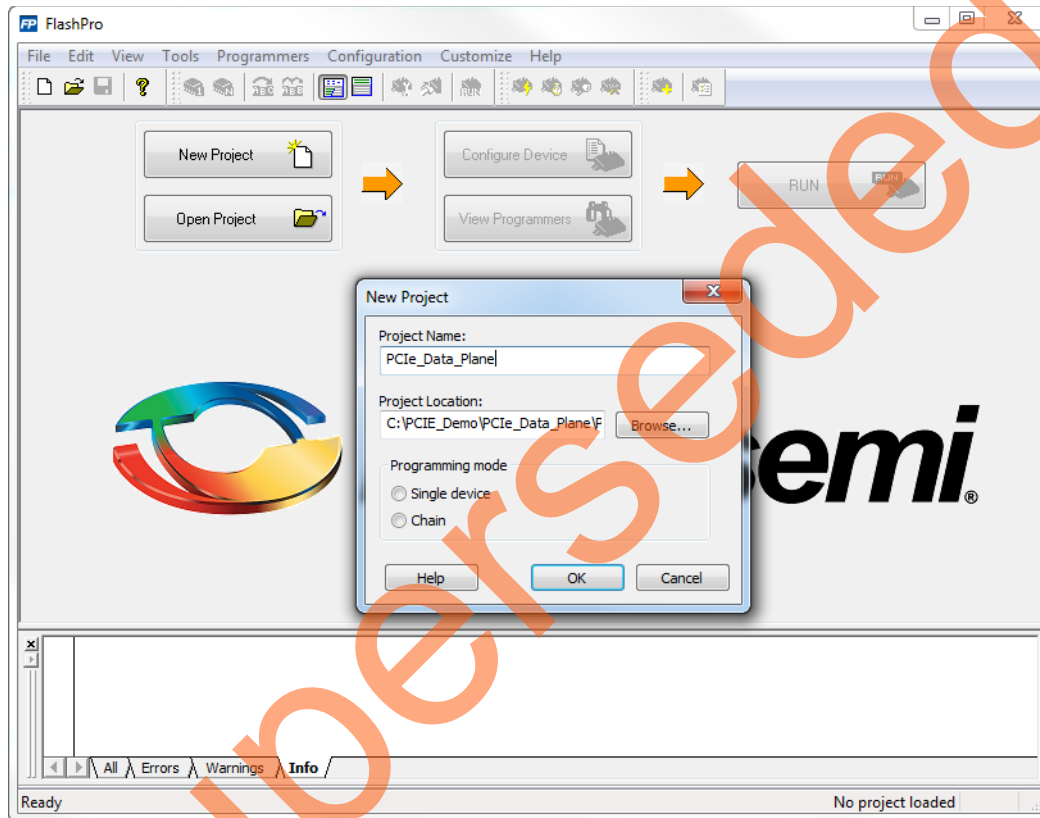 FlashPro
File Edit View Tools Programmers Configuration Customize Help
New Project
Configure Device
RUN
RUN
Open Project
View Programmers
New Project
Project Name:
PCIe_Data_Plane
Project Location:
C:\PCIE_Demo\PCIe_Data_Plane\F
Browse...
Programming mode
Single device
Chain
Help
OK
Cancel
semi®
All
Errors
Warnings
Info
Ready
No project loaded
uperseded